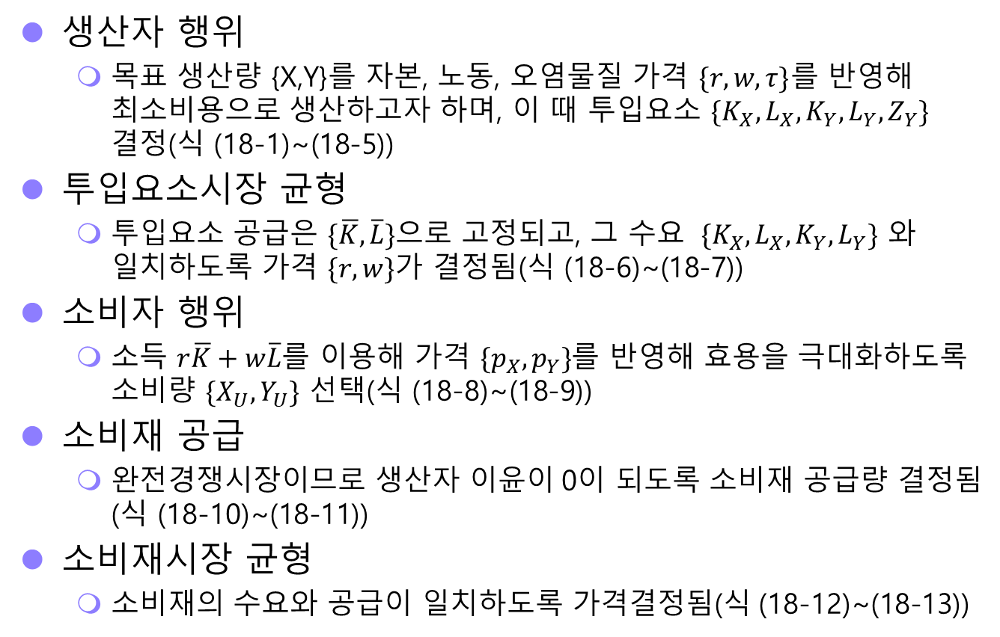 ● 생산자 행위
❍ 목표 생산량 {X,Y}를 자본, 노동, 오염물질 가격 {r, w, τ}를 반영해
최소비용으로 생산하고자 하며, 이 때 투입요소 {K_X, L_X, K_Y, L_Y, Z_Y}
결정(식 (18-1)~(18-5))
● 투입요소시장 균형
❍ 투입요소 공급은 {K̅, L̅}으로 고정되고, 그 수요 {K_X, L_X, K_Y, L_Y} 와
일치하도록 가격 {r, w}가 결정됨(식 (18-6)~(18-7))
● 소비자 행위
❍ 소득 rK̅ + wL̅를 이용해 가격 {p_X, p_Y}를 반영해 효용을 극대화하도록
소비량 {X_U, Y_U} 선택(식 (18-8)~(18-9))
● 소비재 공급
❍ 완전경쟁시장이므로 생산자 이윤이 0이 되도록 소비재 공급량 결정됨
(식 (18-10)~(18-11))
● 소비재시장 균형
❍ 소비재의 수요와 공급이 일치하도록 가격결정됨(식 (18-12)~(18-13))